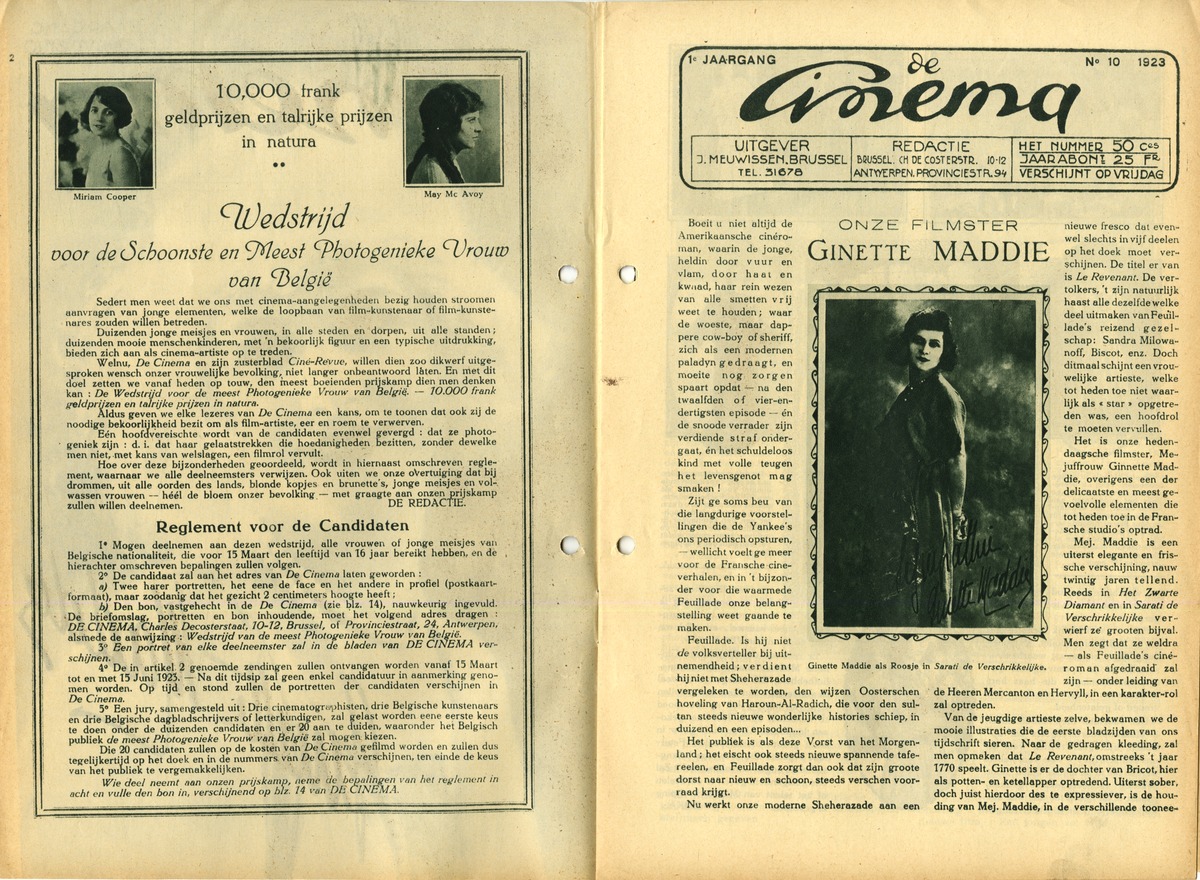 2
10,000 frank
geldprijzen en talrijke prijzen
in natura
Miriam Cooper
May Mc Avoy
Wedstrijd
voor de Schoonste en Meest Photogenieke Vrouw
van België
Sedert men weet dat we ons met cinema-aangelegenheden bezig houden stroomen
aanvragen van jonge elementen, welke de loopbaan van film-kunstenaar of film-kunste-
nares zouden willen betreden.
Duizenden jonge meisjes en vrouwen, in alle steden en dorpen, uit alle standen;
duizenden mooie menschenkinderen, met 'n bekoorlijk figuur en een typische uitdrukking,
bieden zich aan als cinema-artiste op te treden.
Welnu, De Cinema en zijn zusterblad Ciné-Revue, willen dien zoo dikwerf uitge-
sproken wensch onzer vrouwelijke bevolking, niet langer onbeantwoord làten. En met dit
doel zetten we vanaf heden op touw, den meest boeienden prijskamp dien men denken
kan : De Wedstrijd voor de meest Photogenieke Vrouw van België. — 10.000 frank
geldprijzen en talrijke prijzen in natura.
Aldus geven we elke lezeres van De Cinema een kans, om te toonen dat ook zij de
noodige bekoorlijkheid bezit om als film-artiste, eer en roem te verwerven.
Eén hoofdvereischte wordt van de candidaten evenwel gevergd : dat ze photo-
geniek zijn : d. i. dat haar gelaatstrekken die hoedanigheden bezitten, zonder dewelke
men niet, met kans van welslagen, een filmrol vervult.
Hoe over deze bijzonderheden geoordeeld, wordt in hiernaast omschreven regle-
ment, waarnaar we alle deelneemsters verwijzen. Ook uiten we onze overtuiging dat bij
drommen, uit alle oorden des lands, blonde kopjes en brunette's, jonge meisjes en vol-
wassen vrouwen — héél de bloem onzer bevolking — met graagte aan onzen prijskamp
zullen willen deelnemen. DE REDACTIE.
Reglement voor de Candidaten
1° Mogen deelnemen aan dezen wedstrijd, alle vrouwen of jonge meisjes van
Belgische nationaliteit, die voor 15 Maart den leeftijd van 16 jaar bereikt hebben, en de
hierachter omschreven bepalingen zullen volgen.
2° De candidaat zal aan het adres van De Cinema laten geworden :
a) Twee harer portretten, het eene de face en het andere in profiel (postkaart-
formaat), maar zoodanig dat het gezicht 2 centimeters hoogte heeft;
b) Den bon, vastgehecht in de De Cinema (zie blz. 14), nauwkeurig ingevuld.
De briefomslag, portretten en bon inhoudende, moet het volgend adres dragen :
DE CINEMA, Charles Decosterstaat, 10-12, Brussel, of Provinciestraat, 24, Antwerpen,
alsmede de aanwijzing : Wedstrijd van de meest Photogenieke Vrouw van België.
3° Een portret van elke deelneemster zal in de bladen van DE CINEMA ver-
schijnen.
4° De in artikel 2 genoemde zendingen zullen ontvangen worden vanaf 15 Maart
tot en met 15 Juni 1923. — Na dit tijdsip zal geen enkel candidatuur in aanmerking geno-
men worden. Op tijd en stond zullen de portretten der candidaten verschijnen in
De Cinema.
5° Een jury, samengesteld uit : Drie cinematographisten, drie Belgische kunstenaars
en drie Belgische dagbladschrijvers of letterkundigen, zal gelast worden eene eerste keus
te doen onder de duizenden candidaten en er 20 aan te duiden, waaronder het Belgisch
publiek de meest Photogenieke Vrouw van België zal mogen kiezen.
Die 20 candidaten zullen op de kosten van De Cinema gefilmd worden en zullen dus
tegelijkertijd op het doek en in de nummers van De Cinema verschijnen, ten einde de keus
van het publiek te vergemakkelijken.
Wie deel neemt aan onzen prijskamp, neme de bepalingen van het reglement in
acht en vulle den bon in, verschijnend op blz. 14 van DE CINEMA.
1e JAARGANG
de Cinema
No 10 1923
UITGEVER
J. MEUWISSEN, BRUSSEL
TEL. 31678
REDACTIE
BRUSSEL. CH DE COSTERSTR. 10-12
ANTWERPEN. PROVINCIESTR. 94
HET NUMMER 50 Ces
JAARABONT 25 FR
VERSCHIJNT OP VRIJDAG
ONZE FILMSTER
GINETTE MADDIE
Boeit u niet altijd de
Amerikaansche cinéro-
man, waarin de jonge,
heldin door vuur en
vlam, door haat en
kwaad, haar rein wezen
van alle smetten vrij
weet te houden; waar
de woeste, maar dap-
pere cow-boy of sheriff,
zich als een modernen
paladyn gedraagt, en
moeite nog zorgen
spaart opdat — na den
twaalfden of vier-en-
dertigsten episode — én
de snoode verrader zijn
verdiende straf onder-
gaat, én het schuldeloos
kind met volle teugen
het levensgenot mag
smaken !
Zijt ge soms beu van
die langdurige voorstel-
lingen die de Yankee's
ons periodisch opsturen,
— wellicht voelt ge meer
voor de Fransche cine-
verhalen, en in 't bijzon-
der voor die waarmede
Feuillade onze belang-
stelling weet gaande te
maken.
Feuillade. Is hij niet
de volksverteller bij uit-
nemendheid; verdient
hij niet met Sheherazade
vergeleken te worden, den wijzen Oosterschen
hoveling van Haroun-Al-Radich, die voor den sul-
tan steeds nieuwe wonderlijke histories schiep, in
duizend en een episoden...
Het publiek is als deze Vorst van het Morgen-
land; het eischt ook steeds nieuwe spannende tafe-
reelen, en Feuillade zorgt dan ook dat zijn groote
dorst naar nieuw en schoon, steeds verschen voor-
raad krijgt.
Nu werkt onze moderne Sheherazade aan een
Ginette Maddie
Ginette Maddie als Roosje in Sarati de Verschrikkelijke.
nieuwe fresco dat even-
wel slechts in vijf deelen
op het doek moet ver-
schijnen. De titel er van
is Le Revenant. De ver-
tolkers, 't zijn natuurlijk
haast alle dezelfde welke
deel uitmaken van Feuil-
lade's reizend gezel-
schap: Sandra Milowa-
noff, Biscot, enz. Doch
ditmaal schijnt een vrou-
welijke artieste, welke
tot heden toe niet waar-
lijk als « star » opgetre-
den was, een hoofdrol
te moeten vervullen.
Het is onze heden-
daagsche filmster, Me-
juffrouw Ginnette Mad-
die, overigens een der
delicaatste en meest ge-
voelvolle elementen die
tot heden toe in de Fran-
sche studio's optrad.
Mej. Maddie is een
uiterst elegante en fris-
sche verschijning, nauw
twintig jaren tellend.
Reeds in Het Zwarte
Diamant en in Sarati de
Verschrikkelijke ver-
wierf zé grooten bijval.
Men zegt dat ze weldra
— als Feuillade's ciné-
roman afgedraaid zal
zijn — onder leiding van
de Heeren Mercanton en Hervyll, in een karakter-rol
zal optreden.
Van de jeugdige artieste zelve, bekwamen we de
mooie illustraties die de eerste bladzijden van ons
tijdschrift sieren. Naar de gedragen kleeding, zal
men opmaken dat Le Revenant, omstreeks 't jaar
1770 speelt. Ginette is er de dochter van Bricot, hier
als potten- en ketellapper optredend. Uiterst sober,
doch juist hierdoor des te expressiever, is de hou-
ding van Mej. Maddie, in de verschillende toonee-